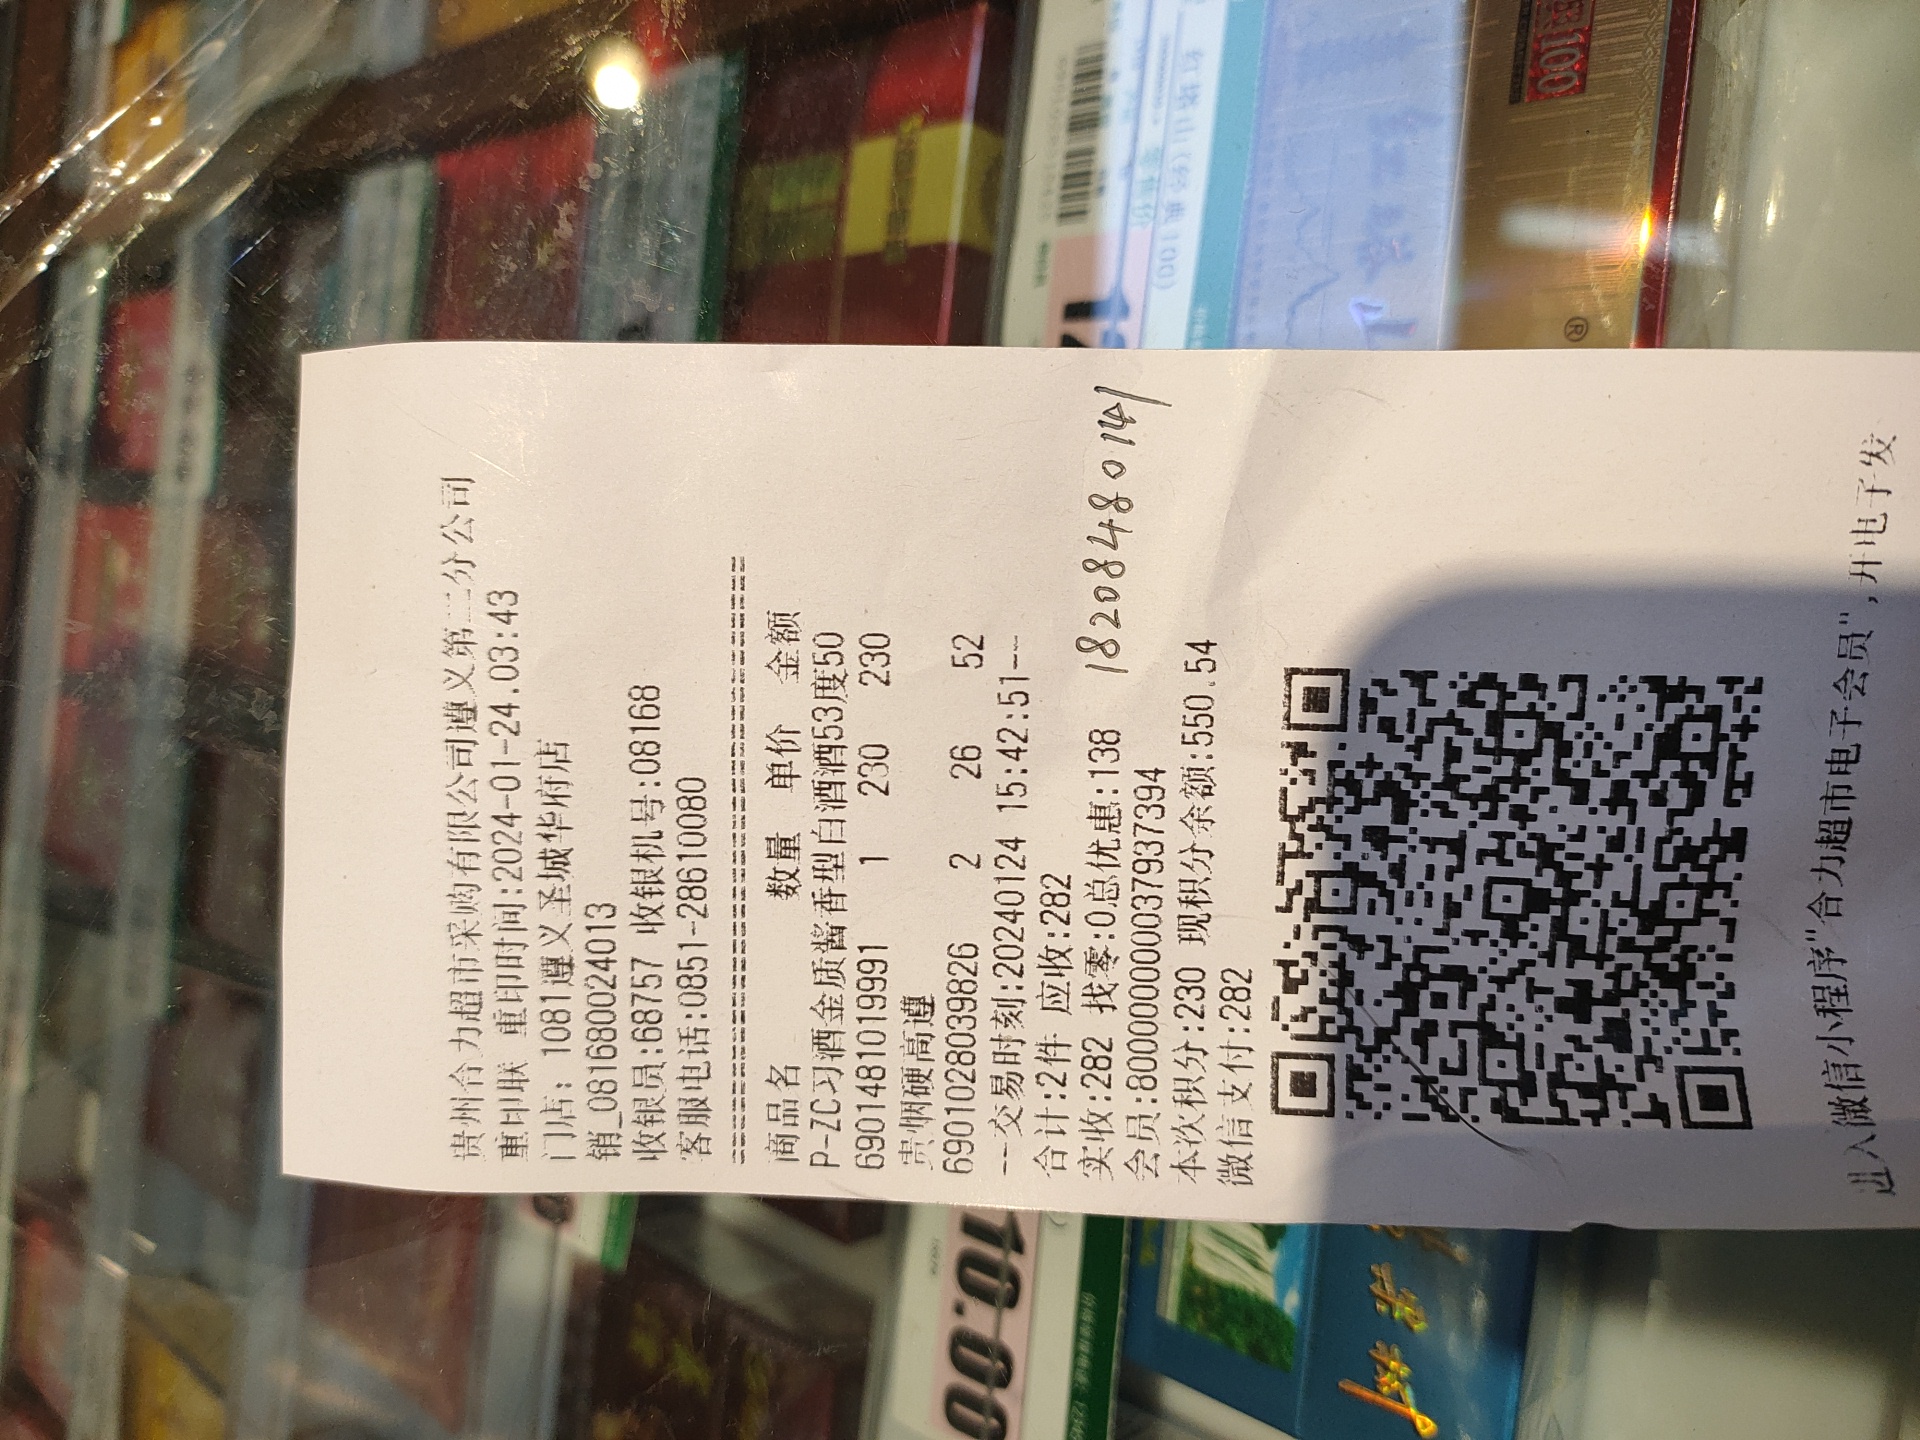 贵州合力超市采购有限公司遵义第二分公司
重印联 重印时间:2024-01-24.03:43
门店: 1081遵义圣城华府店
销_0816800024013
收银员:68757 收银机号:08168
客服电话:0851-28610080
商品名 数量 单价 金额
P-ZC习酒金质酱香型白酒酒53度50
6901481019991 1 230 230
贵烟硬高遵
6901028039826 2 26 52
--交易时刻:20240124 15:42:51--
合计:2件 应收:282
实收:282 找零:0总优惠:138
18208480141
会员:8000000037937394
本次积分:230 现积分余额:550.54
微信支付:282
进入微信小程序"合力超市电子会员",开电子发
10.00
100
®